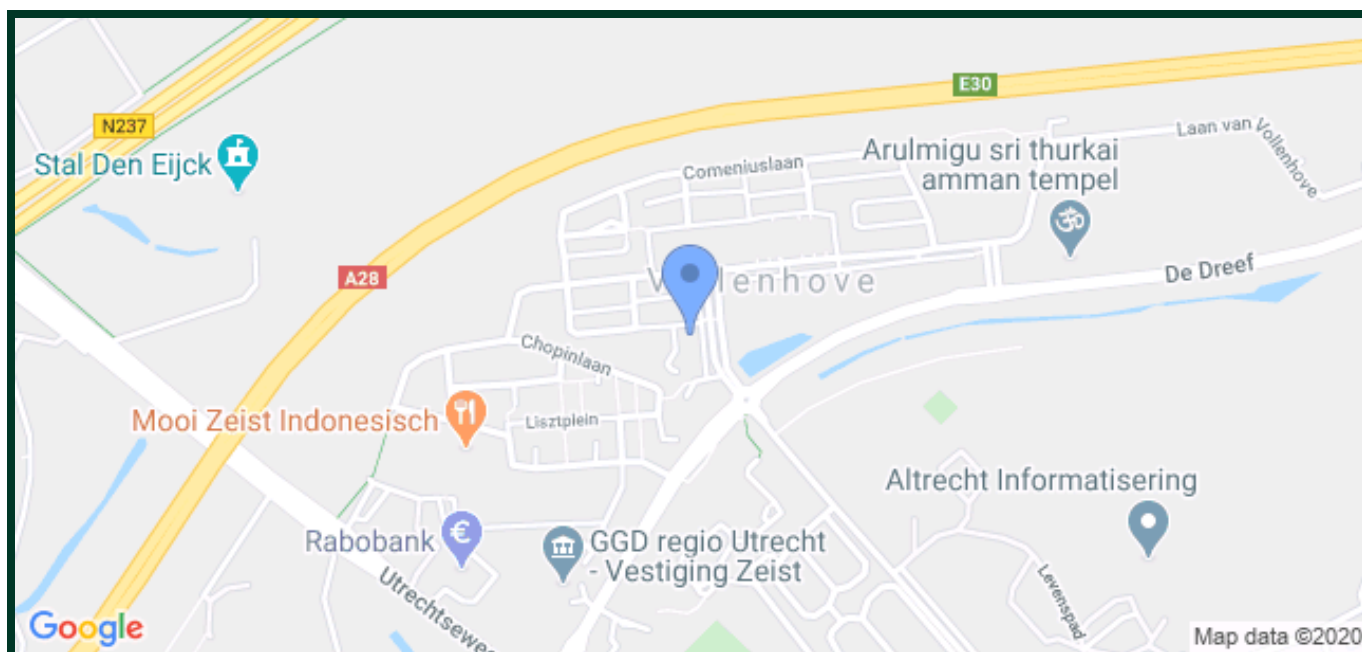 E30
N237
Laan van Vollenhove
Stal Den Eijck
Arulmigu sri thurkai
amman tempel
Comeniuslaan
A28
De Dreef
Chopinlaan
Mooi Zeist Indonesisch
Lisztplein
Altrecht Informatisering
Rabobank
GGD regio Utrecht
- Vestiging Zeist
Utrechtsewe
Levenspad
Google
Map data ©2020